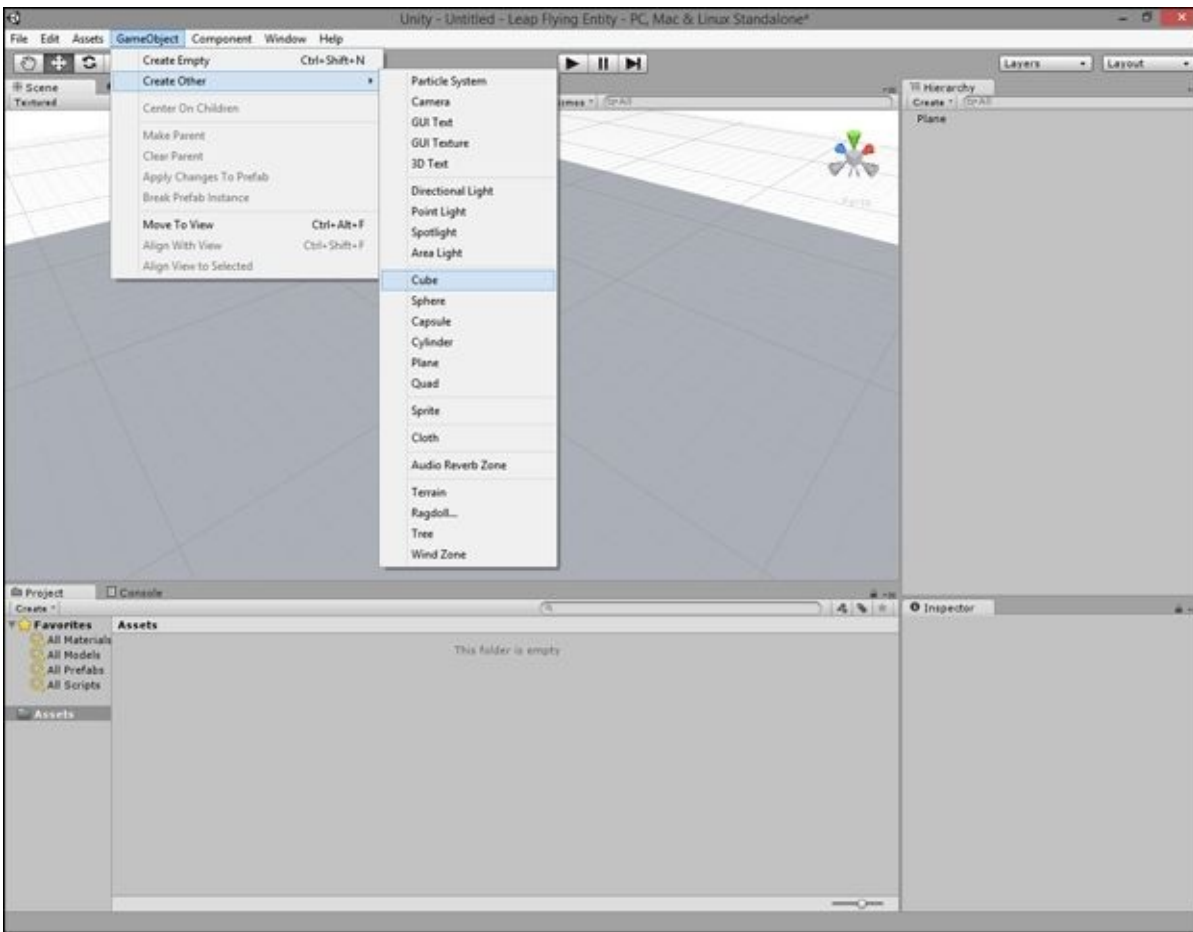 Unity - Untitled - Leap Flying Entity - PC, Mac & Linux Standalone*
File Edit Assets GameObject Component Window Help
Layers Layout
Create Empty Ctrl+Shift+N
Create Other
Center On Children
Make Parent
Clear Parent
Apply Changes To Prefab
Break Prefab Instance
Move To View Ctrl+Alt+F
Align With View Ctrl+Shift+F
Align View to Selected
Particle System
Camera
GUI Text
GUI Texture
3D Text
Directional Light
Point Light
Spotlight
Area Light
Cube
Sphere
Capsule
Cylinder
Plane
Quad
Sprite
Cloth
Audio Reverb Zone
Terrain
Ragdoll...
Tree
Wind Zone
Scene
Textured
Persp
Hierarchy
Create All
Plane
Project Console
Create
Favorites
All Materials
All Models
All Prefabs
All Scripts
Assets
Assets
This folder is empty
Inspector